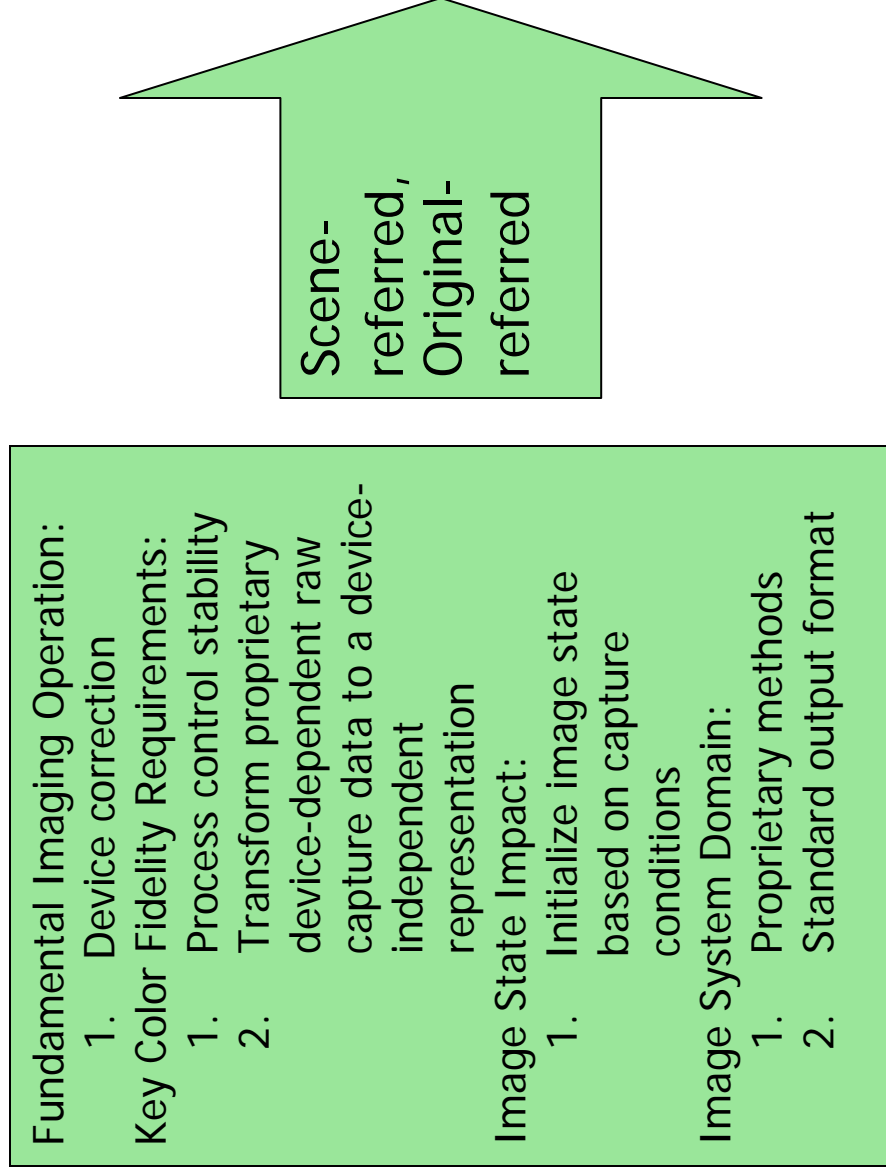 Fundamental Imaging Operation:
1. Device correction
Key Color Fidelity Requirements:
1. Process control stability
2. Transform proprietary
device-dependent raw
capture data to a device-
independent
representation
Image State Impact:
1. Initialize image state
based on capture
conditions
Image System Domain:
1. Proprietary methods
2. Standard output format
Scene-
referred,
Original-
referred